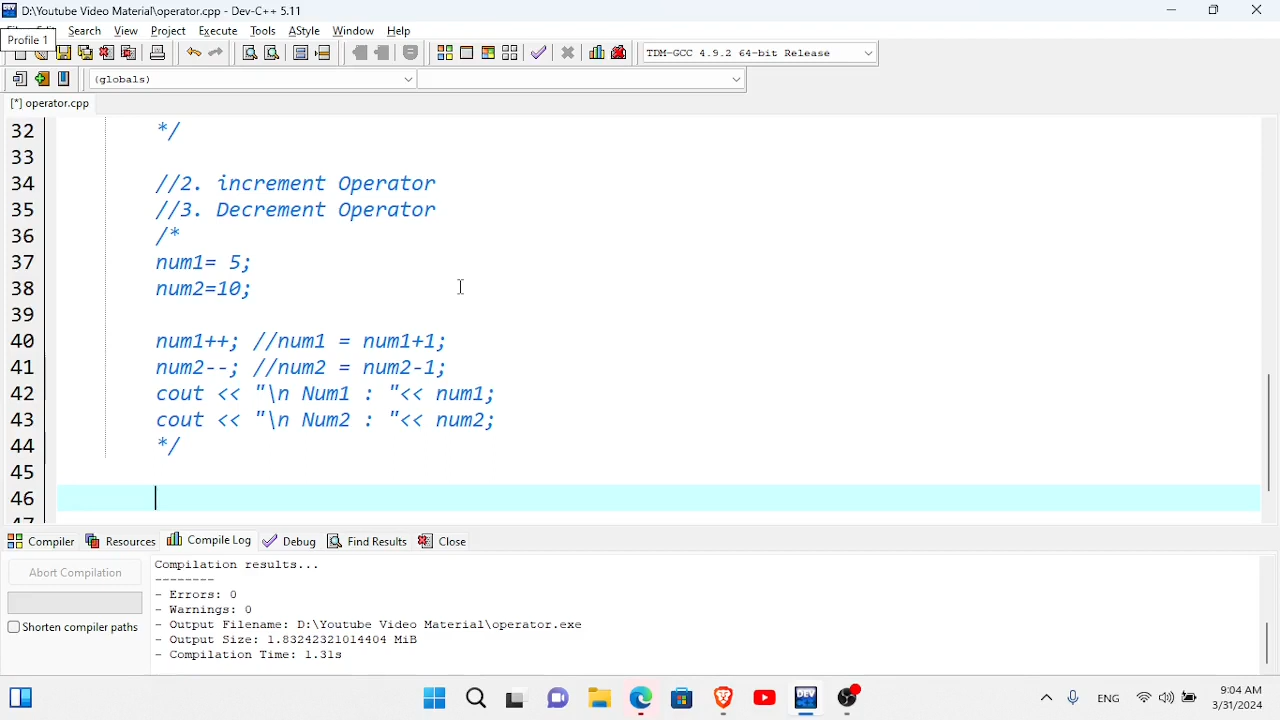 D:\Youtube Video Material\operator.cpp - Dev-C++ 5.11
Search View Project Execute Tools AStyle Window Help
Profile 1
TDM-GCC 4.9.2 64-bit Release
(globals)
[*] operator.cpp
32 */
33
34 //2. increment Operator
35 //3. Decrement Operator
36 /*
37 num1= 5;
38 num2=10;
39
40 num1++; //num1 = num1+1;
41 num2--; //num2 = num2-1;
42 cout << "\n Num1 : "<< num1;
43 cout << "\n Num2 : "<< num2;
44 */
45
46
47
Compiler Resources Compile Log Debug Find Results Close
Abort Compilation
Shorten compiler paths
Compilation results...
--------
- Errors: 0
- Warnings: 0
- Output Filename: D:\Youtube Video Material\operator.exe
- Output Size: 1.83242321014404 MiB
- Compilation Time: 1.31s
DEV
ENG
9:04 AM
3/31/2024